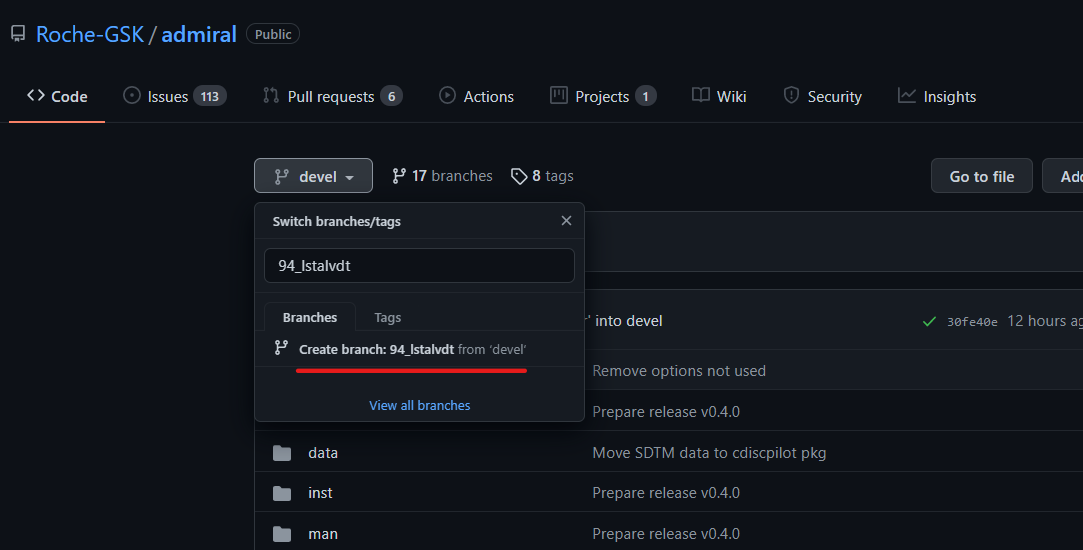 Roche-GSK / admiral Public
Code Issues 113 Pull requests 6 Actions Projects 1 Wiki Security Insights
devel 17 branches 8 tags Go to file
Switch branches/tags
94_lstalvdt
Branches Tags
' into devel 30fe40e 12 hours
Create branch: 94_lstalvdt from 'devel'
Remove options not used
View all branches
Prepare release v0.4.0
data Move SDTM data to cdiscpilot pkg
inst Prepare release v0.4.0
man Prepare release v0.4.0